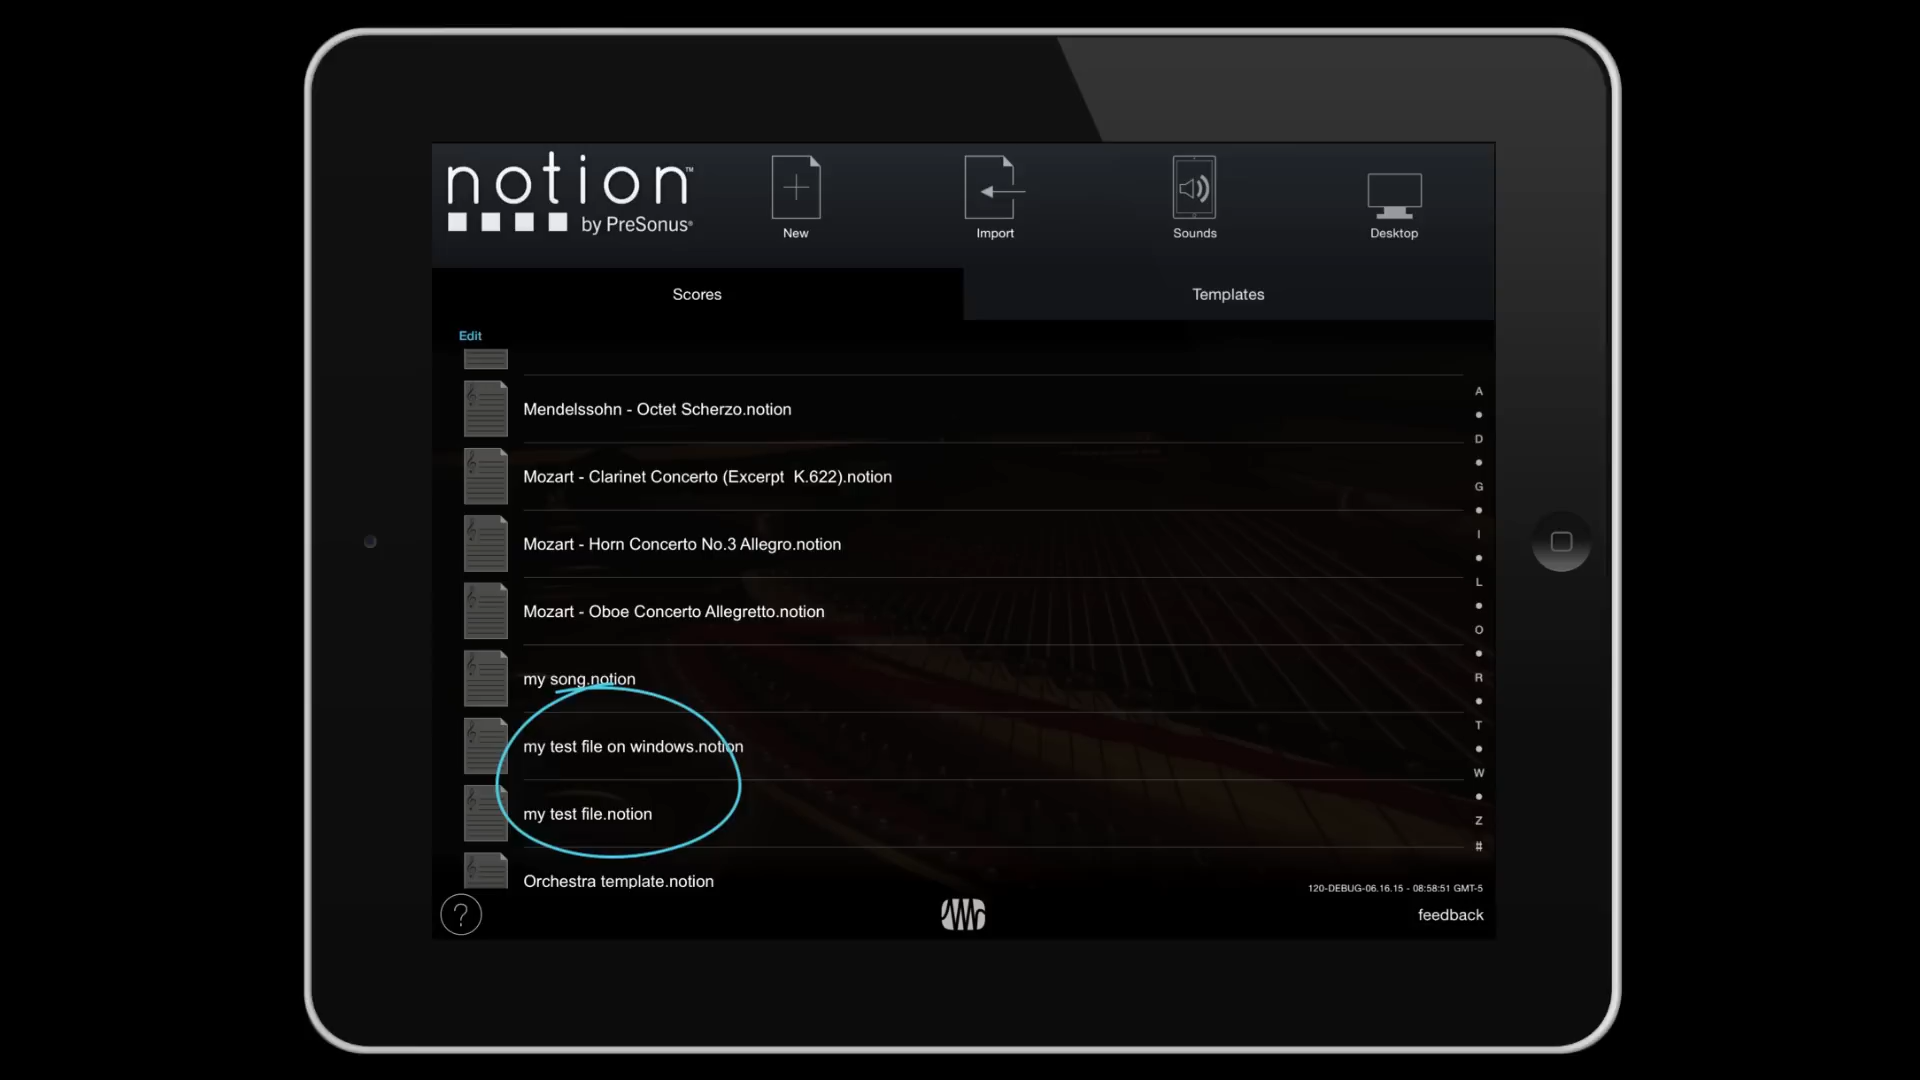 notion™
by PreSonus®
New
Import
Sounds
Desktop
Scores
Templates
Edit
Mendelssohn - Octet Scherzo.notion
Mozart - Clarinet Concerto (Excerpt  K.622).notion
Mozart - Horn Concerto No.3 Allegro.notion
Mozart - Oboe Concerto Allegretto.notion
my song.notion
my test file on windows.notion
my test file.notion
Orchestra template.notion
A
D
G
I
L
O
R
T
W
Z
#
120-DEBUG-06.16.15 - 08:58:51 GMT-5
?
feedback